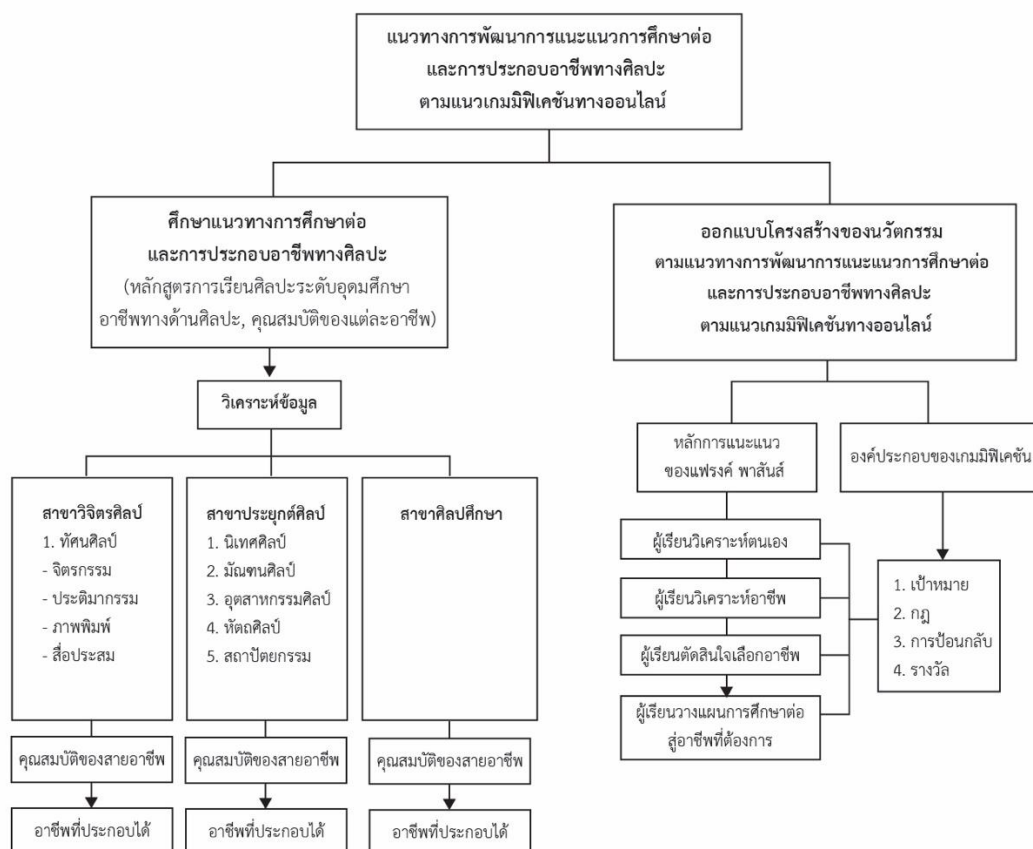 แนวทางการพัฒนาการแนะแนวการศึกษาต่อ
และการประกอบอาชีพทางศิลปะ
ตามแนวเกมมิฟิเคชันทางออนไลน์
ศึกษาแนวทางการศึกษาต่อ
และการประกอบอาชีพทางศิลปะ
(หลักสูตรการเรียนศิลปะระดับอุดมศึกษา
อาชีพทางด้านศิลปะ, คุณสมบัติของแต่ละอาชีพ)
วิเคราะห์ข้อมูล
สาขาวิจิตรศิลป์
1. ทัศนศิลป์
- จิตรกรรม
- ประติมากรรม
- ภาพพิมพ์
- สื่อประสม
คุณสมบัติของสายอาชีพ
อาชีพที่ประกอบได้
สาขาประยุกต์ศิลป์
1. นิเทศศิลป์
2. มัณฑนศิลป์
3. อุตสาหกรรมศิลป์
4. หัตถศิลป์
5. สถาปัตยกรรม
คุณสมบัติของสายอาชีพ
อาชีพที่ประกอบได้
สาขาศิลปศึกษา
คุณสมบัติของสายอาชีพ
อาชีพที่ประกอบได้
ออกแบบโครงสร้างของนวัตกรรม
ตามแนวทางการพัฒนาการแนะแนวการศึกษาต่อ
และการประกอบอาชีพทางศิลปะ
ตามแนวเกมมิฟิเคชันทางออนไลน์
หลักการแนะแนว
ของแฟรงค์ พาสันส์
ผู้เรียนวิเคราะห์ตนเอง
ผู้เรียนวิเคราะห์อาชีพ
ผู้เรียนตัดสินใจเลือกอาชีพ
ผู้เรียนวางแผนการศึกษาต่อ
สู่อาชีพที่ต้องการ
องค์ประกอบของเกมมิฟิเคชัน
1. เป้าหมาย
2. กฎ
3. การป้อนกลับ
4. รางวัล